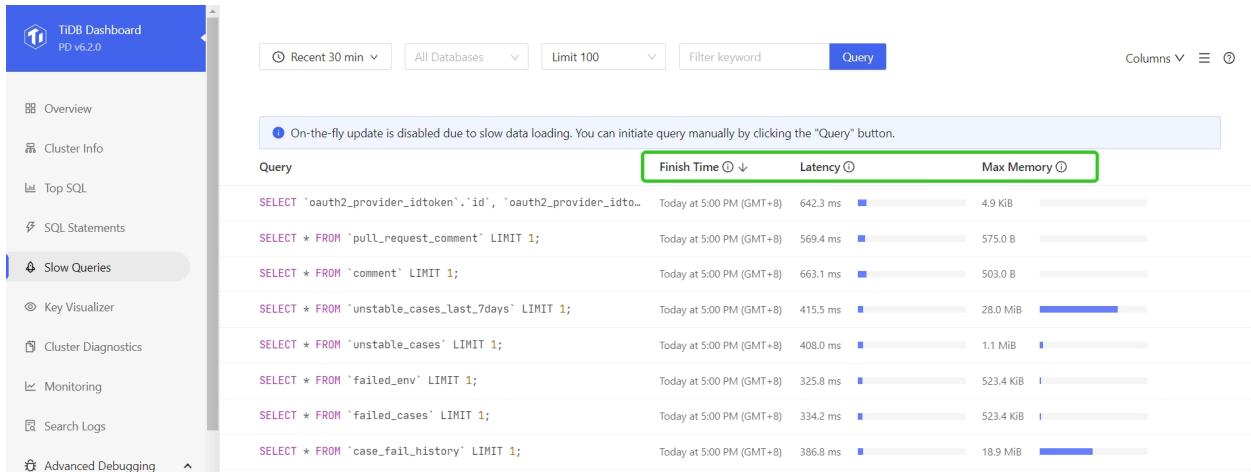 TiDB Dashboard
PD v6.2.0
Overview
Cluster Info
Top SQL
SQL Statements
Slow Queries
Key Visualizer
Cluster Diagnostics
Monitoring
Search Logs
Advanced Debugging
Recent 30 min All Databases Limit 100 Filter keyword Query Columns
On-the-fly update is disabled due to slow data loading. You can initiate query manually by clicking the "Query" button.
Query Finish Time Latency Max Memory
SELECT `oauth2_provider_idtoken`.`id`, `oauth2_provider_idto… Today at 5:00 PM (GMT+8) 642.3 ms 4.9 KiB
SELECT * FROM `pull_request_comment` LIMIT 1; Today at 5:00 PM (GMT+8) 569.4 ms 575.0 B
SELECT * FROM `comment` LIMIT 1; Today at 5:00 PM (GMT+8) 663.1 ms 503.0 B
SELECT * FROM `unstable_cases_last_7days` LIMIT 1; Today at 5:00 PM (GMT+8) 415.5 ms 28.0 MiB
SELECT * FROM `unstable_cases` LIMIT 1; Today at 5:00 PM (GMT+8) 408.0 ms 1.1 MiB
SELECT * FROM `failed_env` LIMIT 1; Today at 5:00 PM (GMT+8) 325.8 ms 523.4 KiB
SELECT * FROM `failed_cases` LIMIT 1; Today at 5:00 PM (GMT+8) 334.2 ms 523.4 KiB
SELECT * FROM `case_fail_history` LIMIT 1; Today at 5:00 PM (GMT+8) 386.8 ms 18.9 MiB